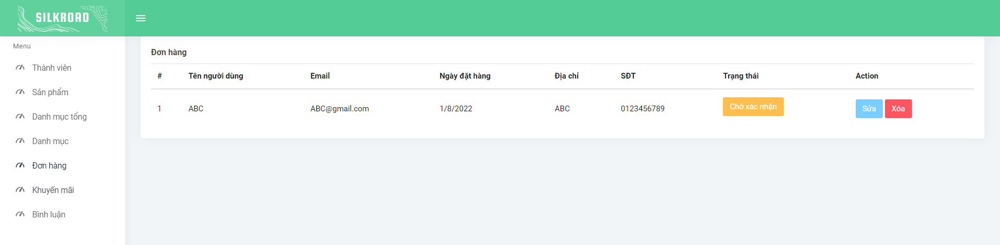 SILKROAD
Menu
Thành viên
Sản phẩm
Danh mục tổng
Danh mục
Đơn hàng
Khuyến mãi
Bình luận
Đơn hàng
# Tên người dùng Email Ngày đặt hàng Địa chỉ SĐT Trạng thái Action
1 ABC ABC@gmail.com 1/8/2022 ABC 0123456789 Chờ xác nhận Sửa Xóa